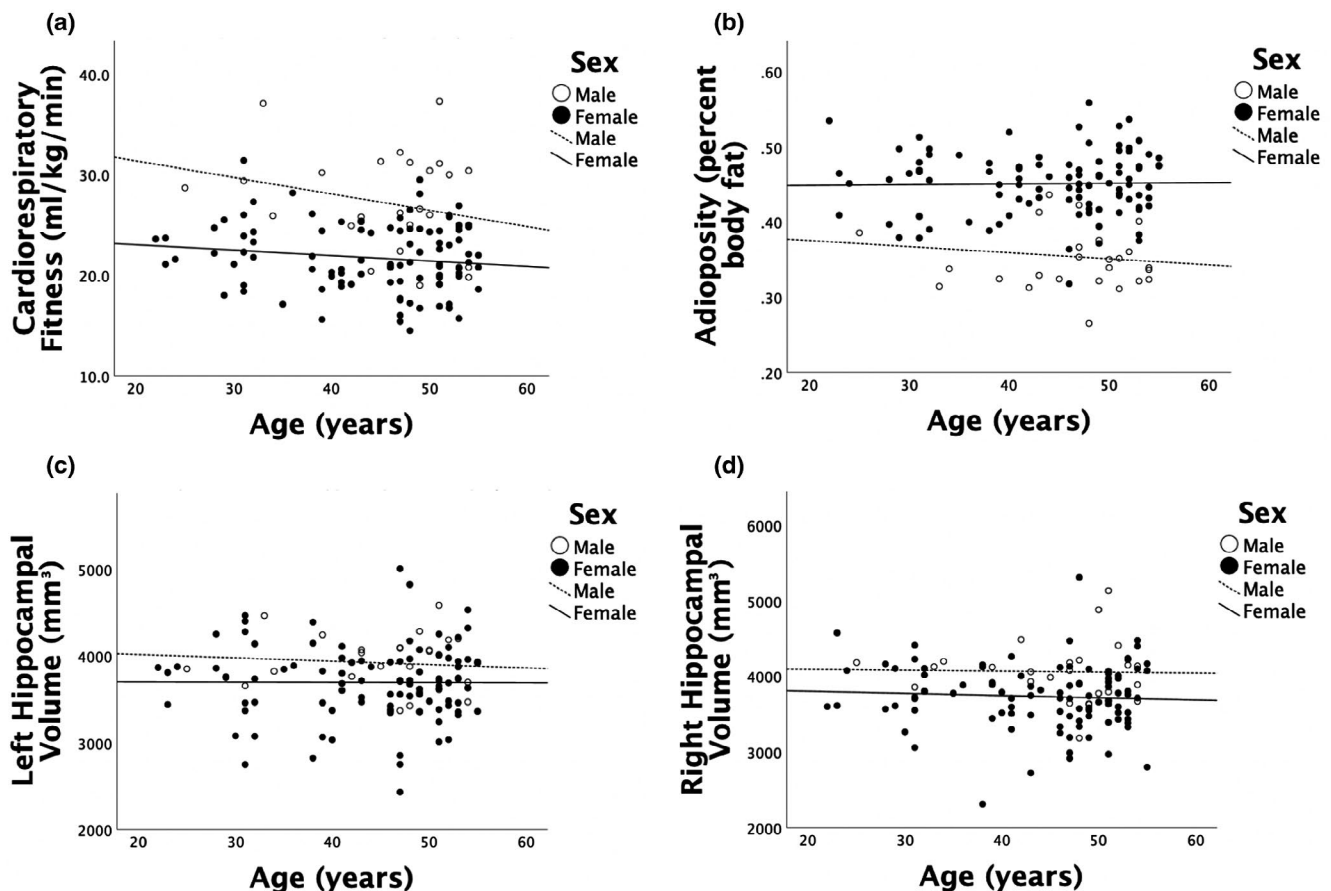 (a)
Cardiorespiratory
Fitness (ml/kg/min)
40.0
30.0
20.0
10.0
20
30
40
50
60
Age (years)
Sex
Male
Female
Male
Female
(b)
Adioposity (percent
body fat)
.60
.50
.40
.30
.20
20
30
40
50
60
Age (years)
Sex
Male
Female
Male
Female
(c)
Left Hippocampal
Volume (mm³)
5000
4000
3000
2000
20
30
40
50
60
Age (years)
Sex
Male
Female
Male
Female
(d)
Right Hippocampal
Volume (mm³)
6000
5000
4000
3000
2000
20
30
40
50
60
Age (years)
Sex
Male
Female
Male
Female